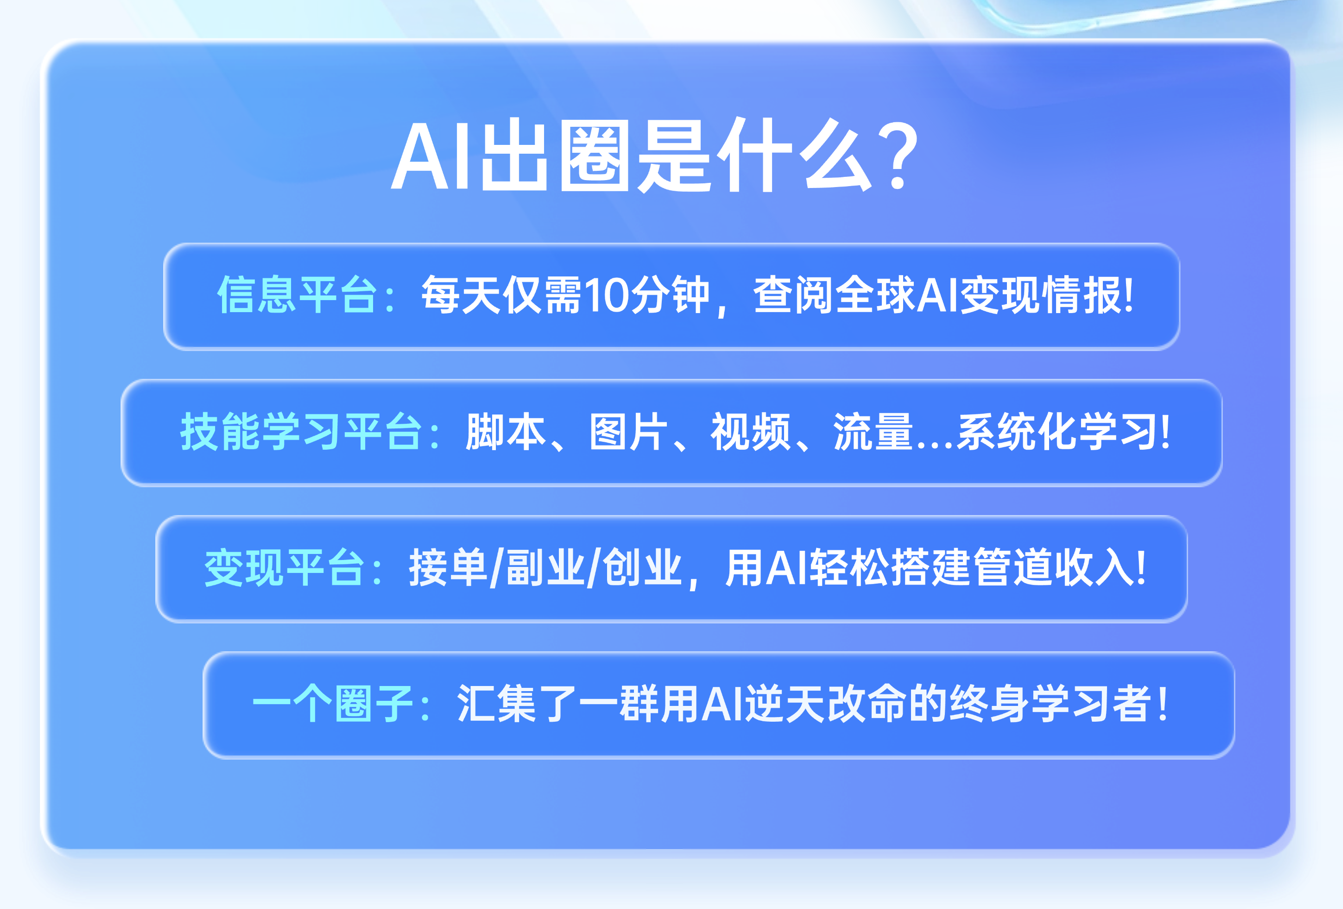 AI出圈是什么？
信息平台：每天仅需10分钟，查阅全球AI变现情报!
技能学习平台：脚本、图片、视频、流量...系统化学习!
变现平台：接单/副业/创业，用AI轻松搭建管道收入!
一个圈子：汇集了一群用AI逆天改命的终身学习者！